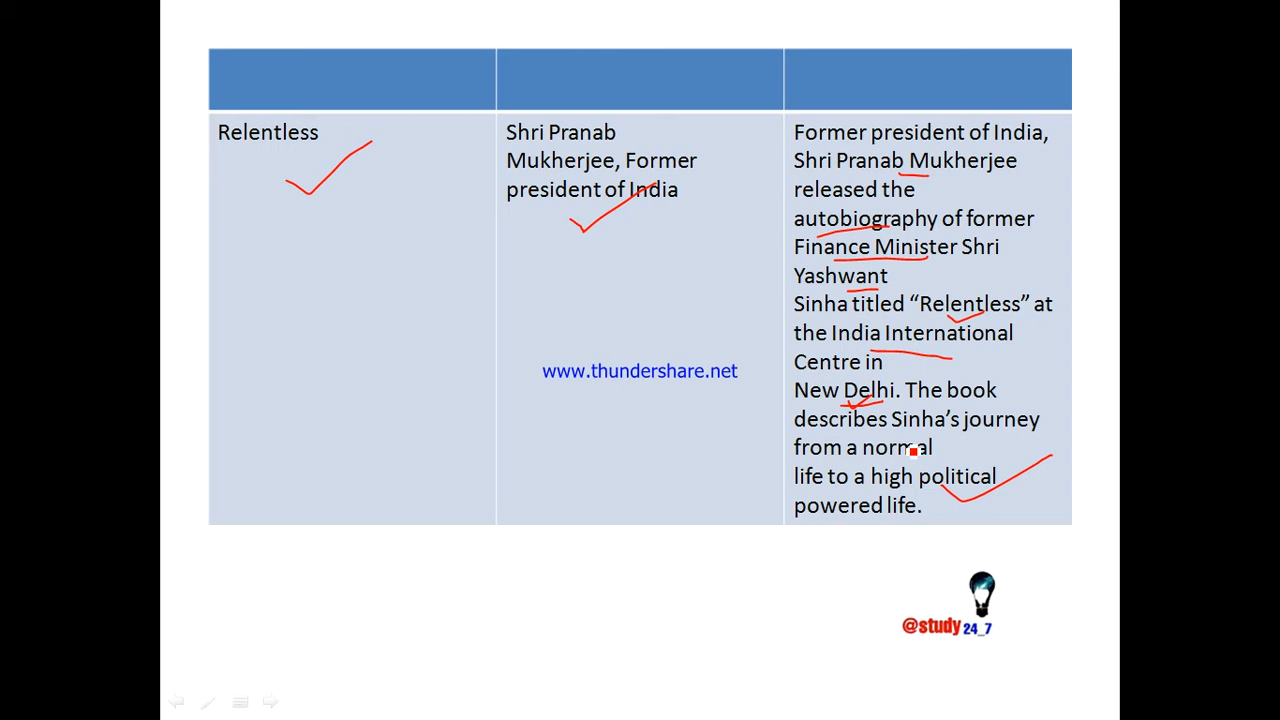 Relentless
Shri Pranab
Mukherjee, Former
president of India
Former president of India,
Shri Pranab Mukherjee
released the
autobiography of former
Finance Minister Shri
Yashwant
Sinha titled “Relentless” at
the India International
Centre in
New Delhi. The book
describes Sinha’s journey
from a normal
life to a high political
powered life.
www.thundershare.net
@study 24_7